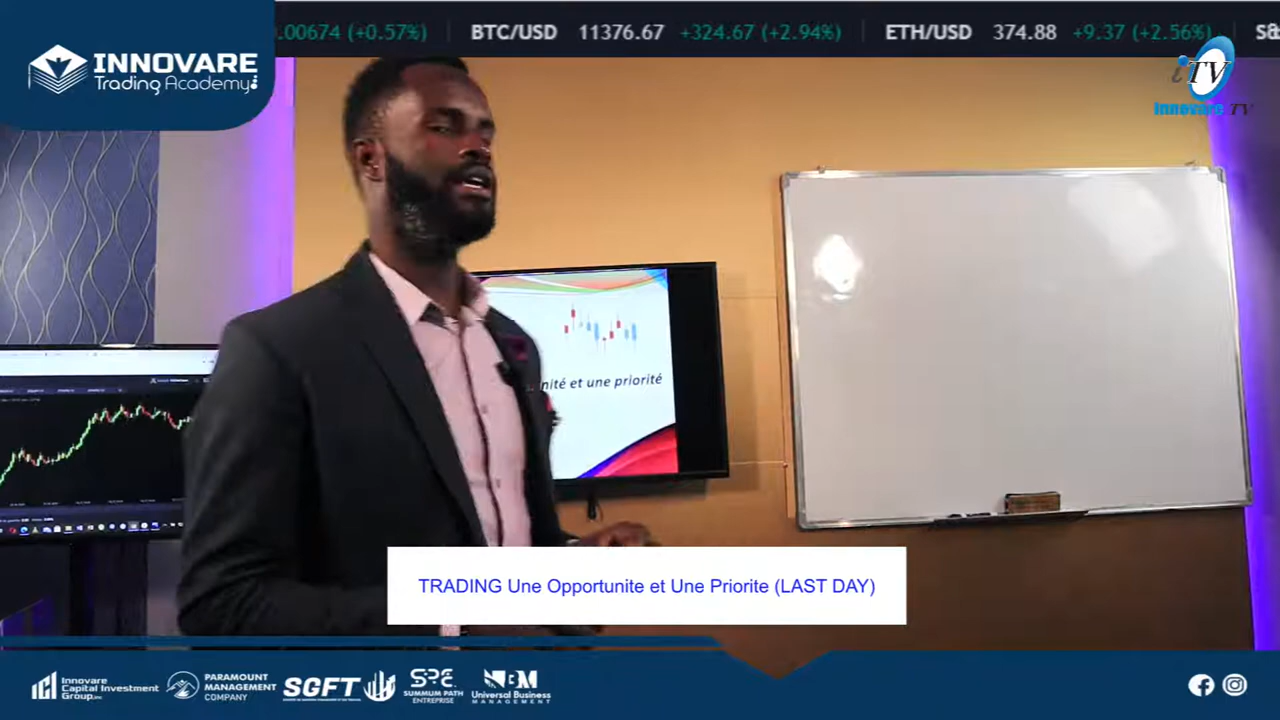 .00674 (+0.57%)
BTC/USD 11376.67 +324.67 (+2.94%)
ETH/USD 374.88 +9.37 (+2.56%)
S&
INNOVARE
Trading Academy
iTV
Innovare TV
nité et une priorité
TRADING Une Opportunite et Une Priorite (LAST DAY)
ICI
Innovare
Capital Investment
Group
PARAMOUNT
MANAGEMENT
COMPANY
SGFT
SPE
SUMMUM PATH
ENTREPRISE
UBM
Universal Business
MANAGEMENT